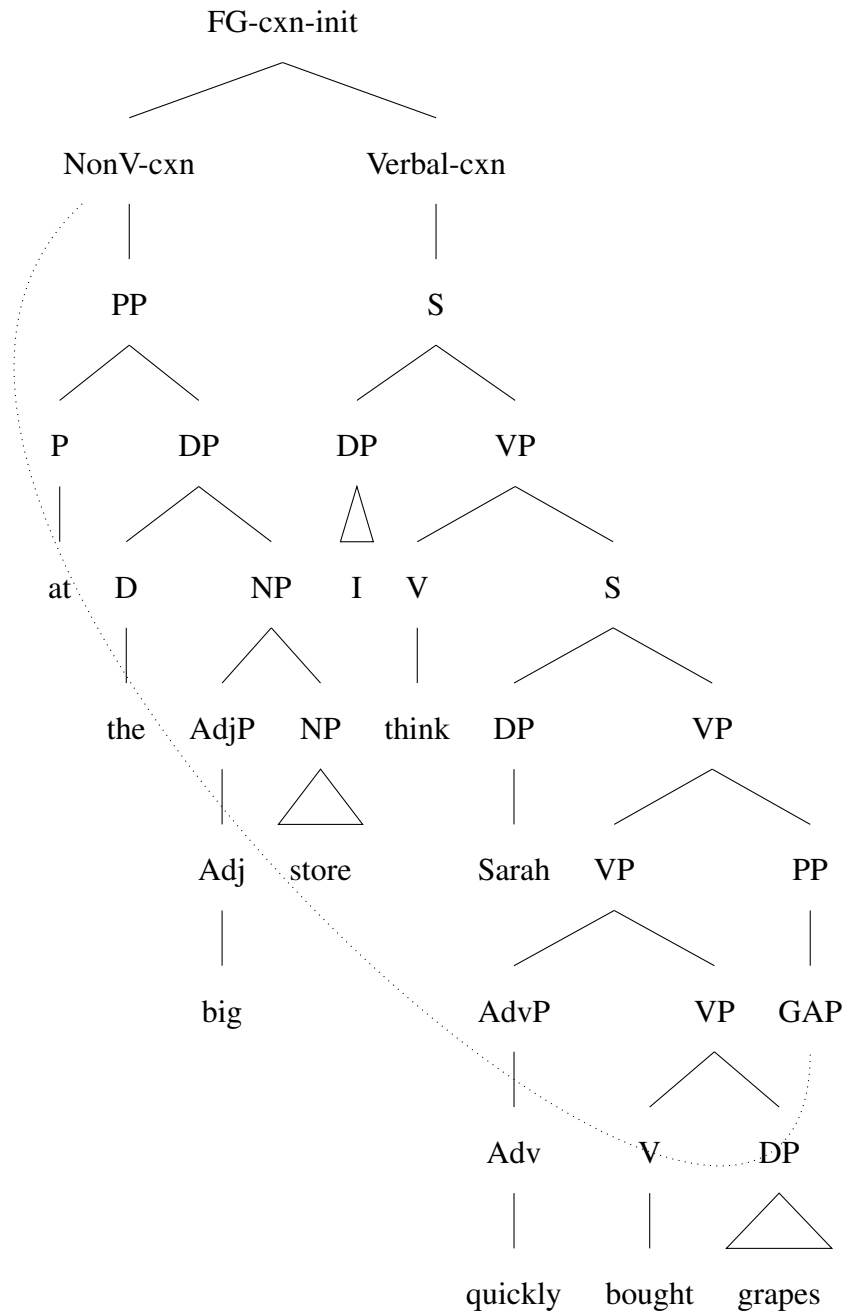 FG-cxn-init
NonV-cxn Verbal-cxn
PP S
P DP DP VP
at D NP I V S
the AdjP NP think DP VP
Adj store Sarah VP PP
big AdvP VP GAP
Adv V DP
quickly bought grapes